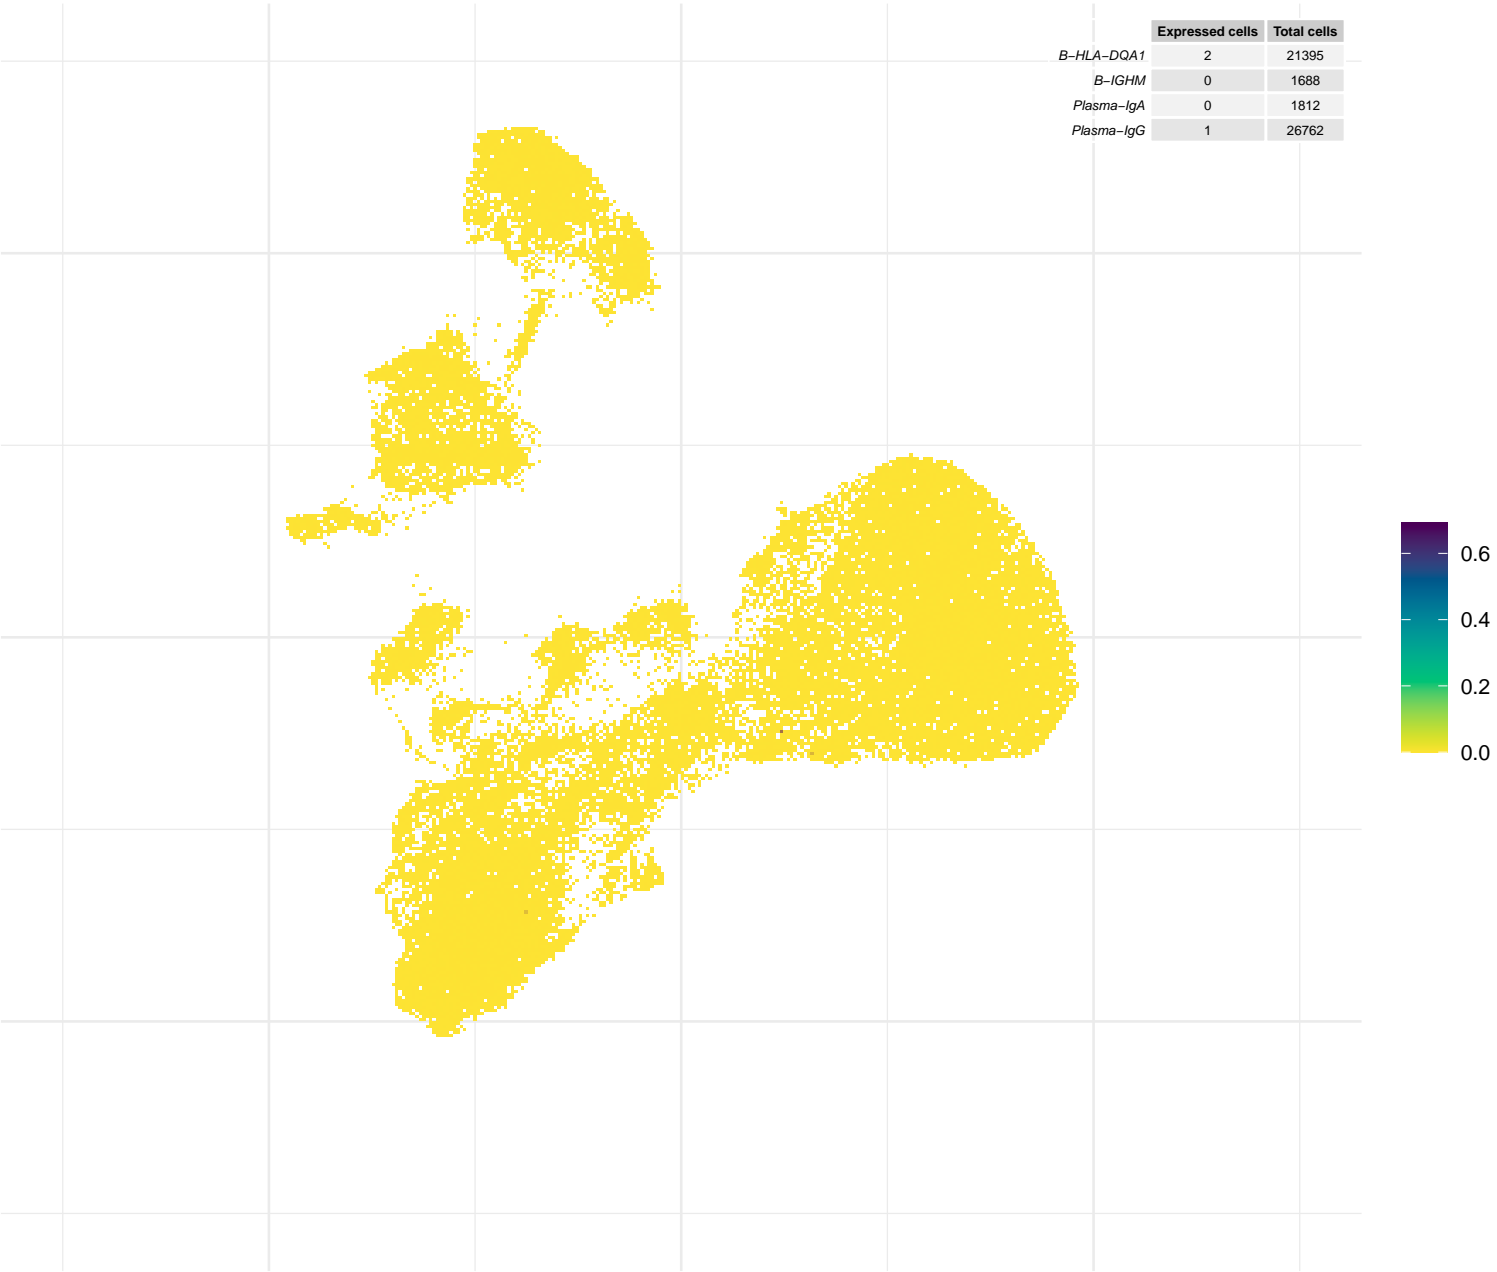 Expressed cells Total cells
B-HLA-DQA1 2 21395
B-IGHM 0 1688
Plasma-IgA 0 1812
Plasma-IgG 1 26762
0.6
0.4
0.2
0.0